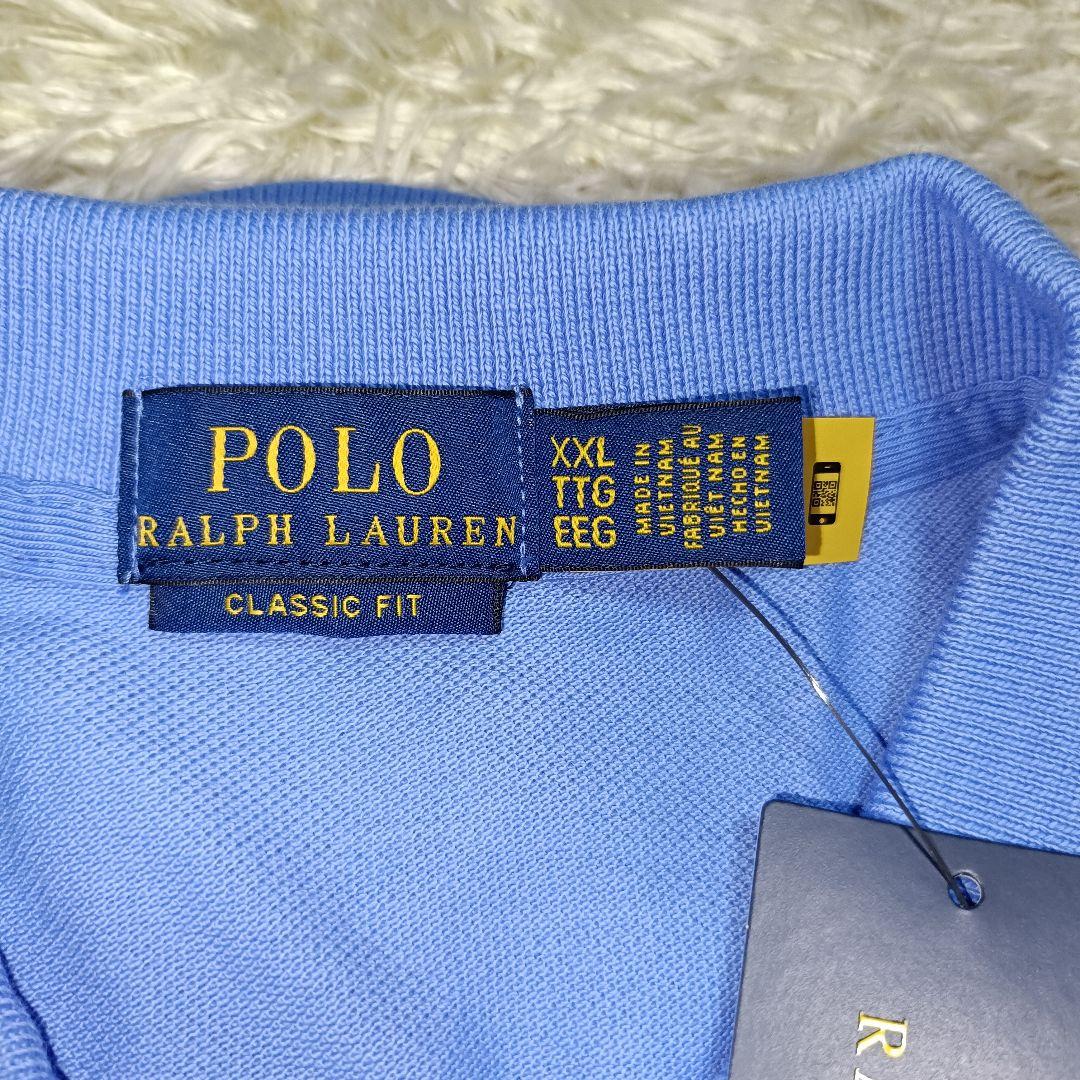 POLO
RALPH LAUREN
CLASSIC FIT
XXL
TTG
EEG
MADE IN
VIETNAM
FABRIQUÉ AU
VIÊT NAM
HECHO EN
VIETNAM